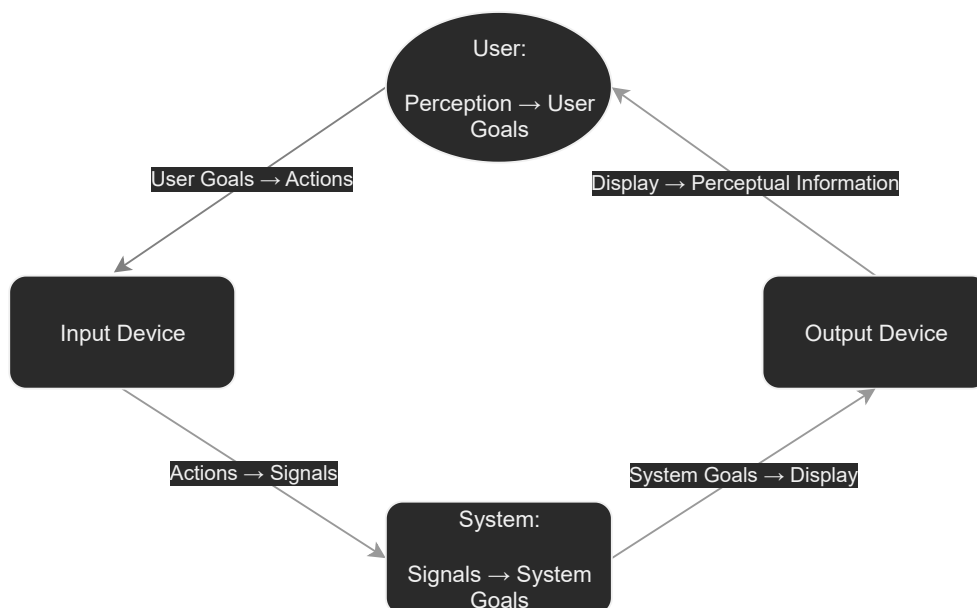 User:
Perception → User
Goals
User Goals → Actions
Display → Perceptual Information
Input Device
Output Device
Actions → Signals
System Goals → Display
System:
Signals → System
Goals